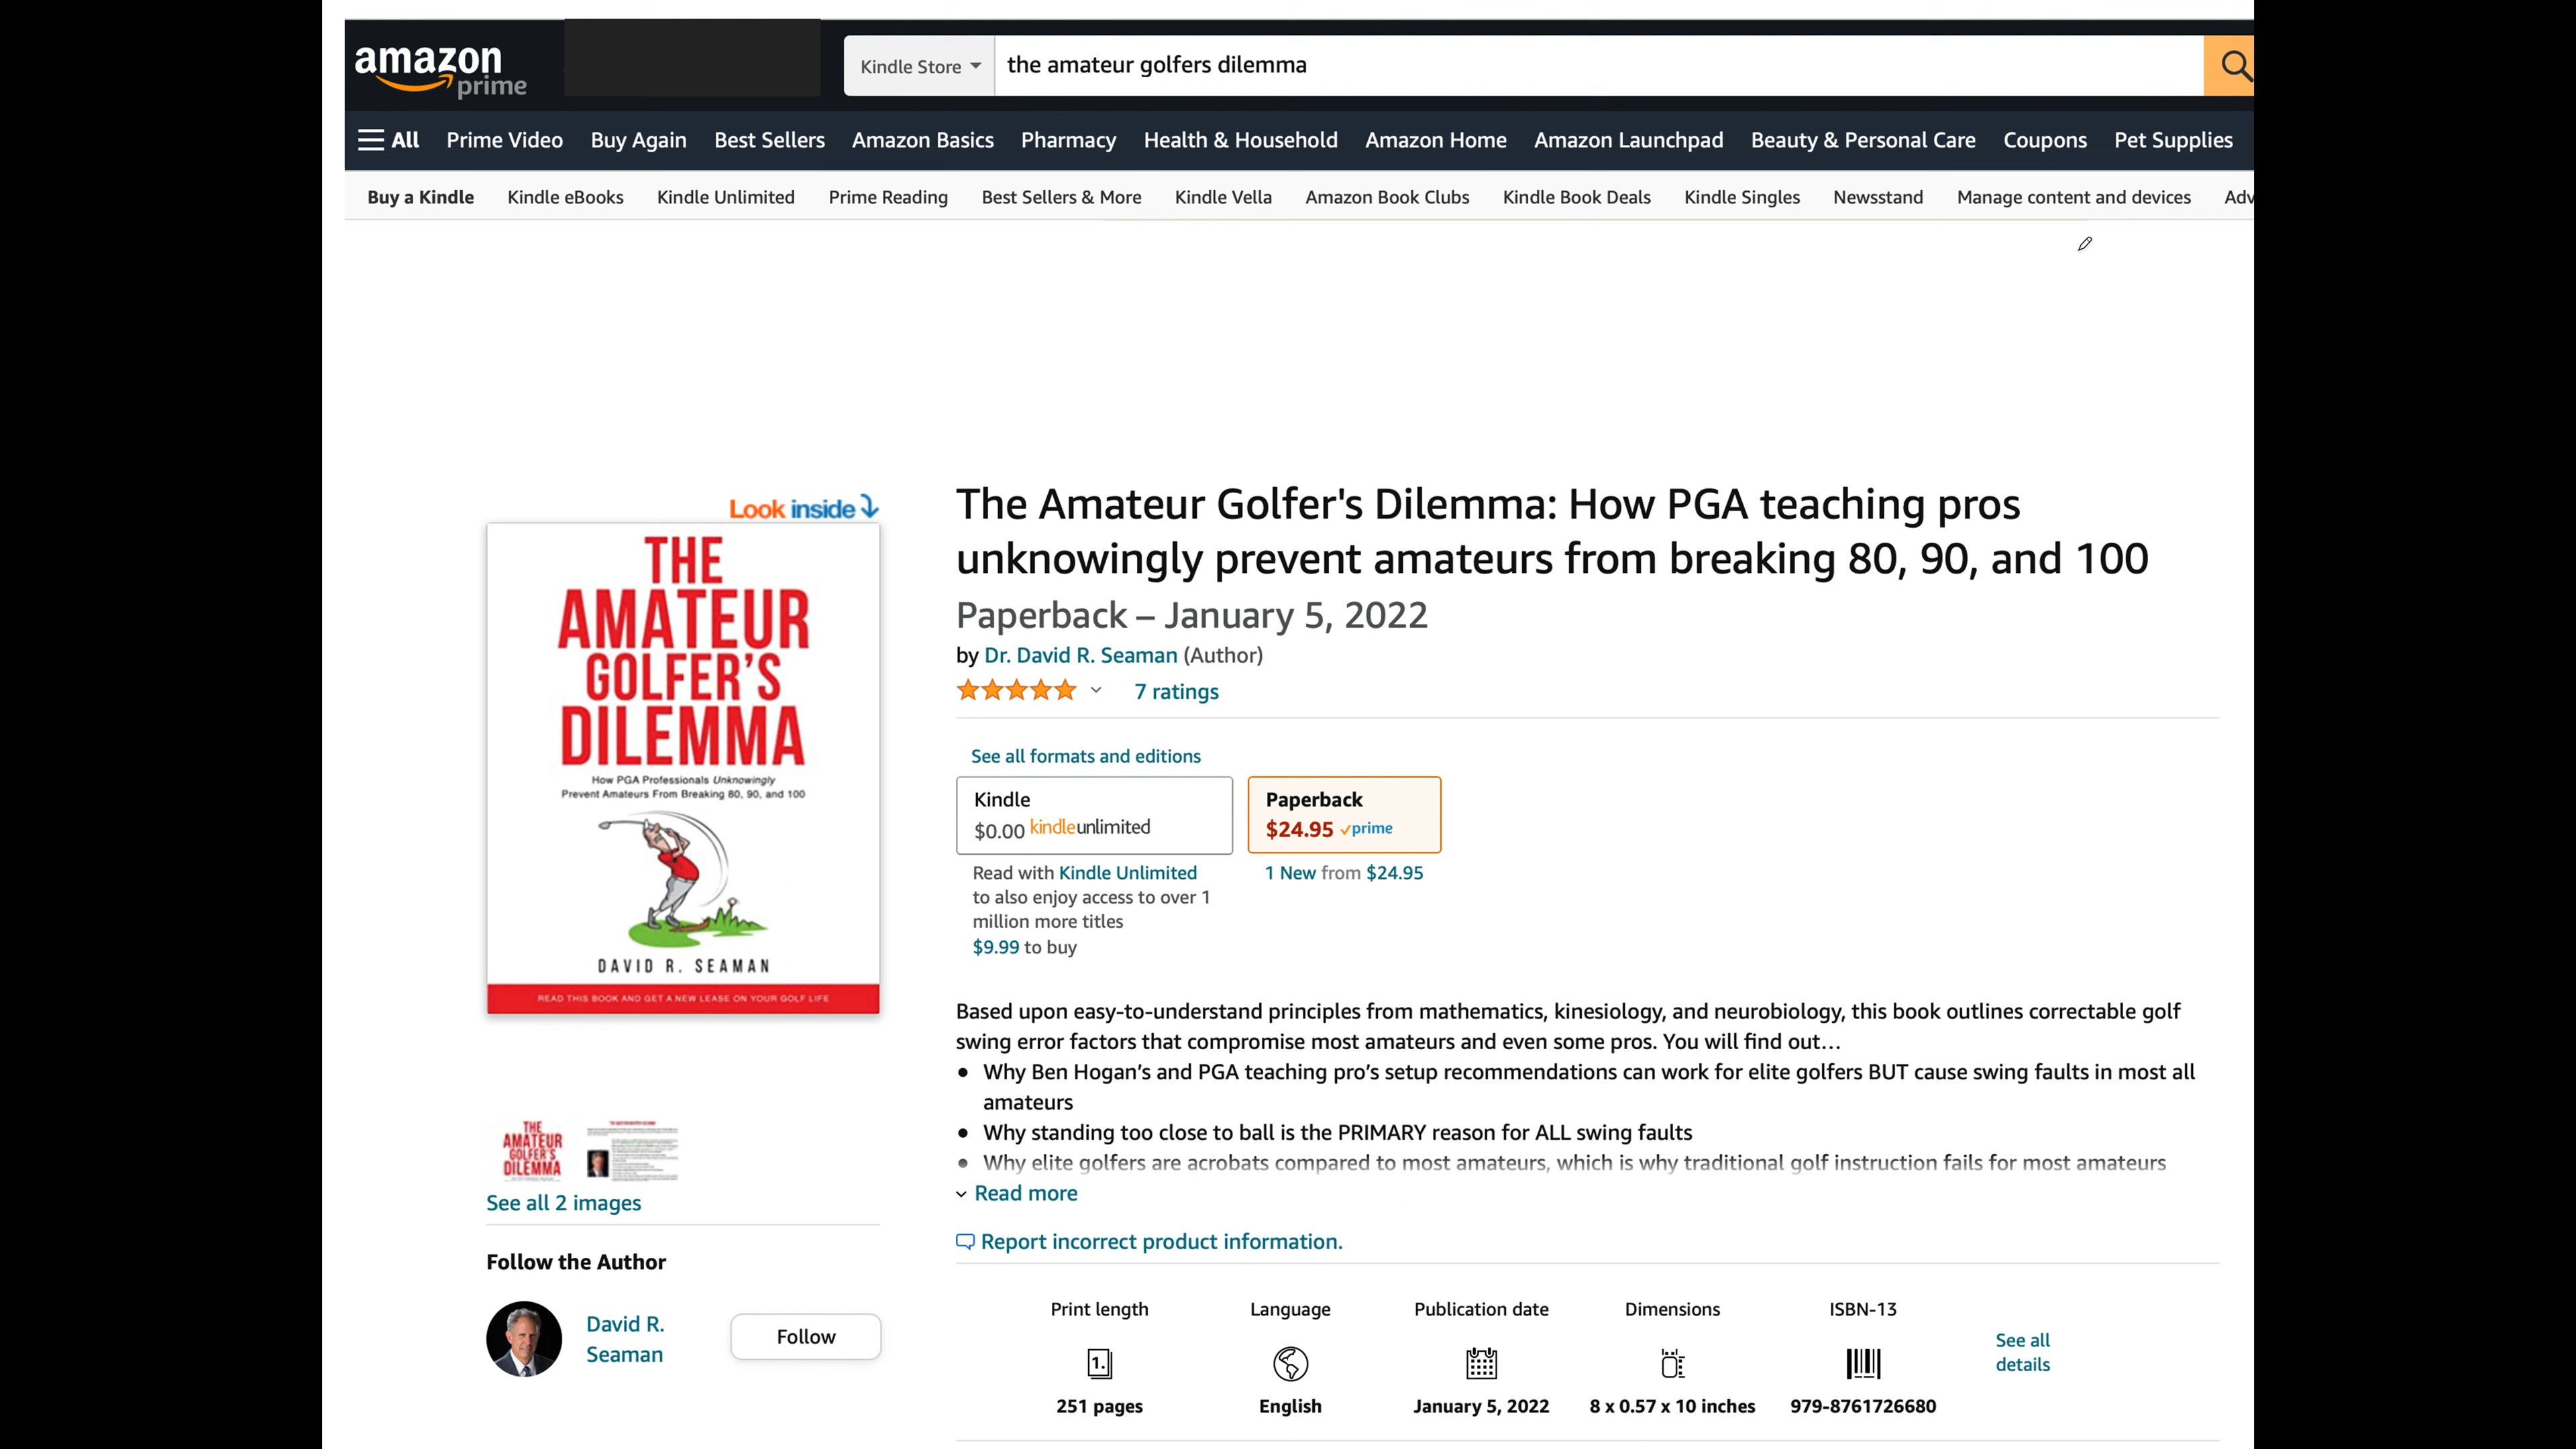 amazon
prime
Kindle Store
the amateur golfers dilemma
All Prime Video Buy Again Best Sellers Amazon Basics Pharmacy Health & Household Amazon Home Amazon Launchpad Beauty & Personal Care Coupons Pet Supplies
Buy a Kindle Kindle eBooks Kindle Unlimited Prime Reading Best Sellers & More Kindle Vella Amazon Book Clubs Kindle Book Deals Kindle Singles Newsstand Manage content and devices Adv
Look inside
THE
AMATEUR
GOLFER'S
DILEMMA
How PGA Professionals Unknowingly
Prevent Amateurs From Breaking 80, 90, and 100
DAVID R. SEAMAN
READ THIS BOOK AND GET A NEW LEASE ON YOUR GOLF LIFE
THE
AMATEUR
GOLFER'S
DILEMMA
See all 2 images
Follow the Author
David R.
Seaman
Follow
The Amateur Golfer's Dilemma: How PGA teaching pros
unknowingly prevent amateurs from breaking 80, 90, and 100
Paperback – January 5, 2022
by Dr. David R. Seaman (Author)
7 ratings
See all formats and editions
Kindle
$0.00 kindleunlimited
Read with Kindle Unlimited
to also enjoy access to over 1
million more titles
$9.99 to buy
Paperback
$24.95 prime
1 New from $24.95
Based upon easy-to-understand principles from mathematics, kinesiology, and neurobiology, this book outlines correctable golf
swing error factors that compromise most amateurs and even some pros. You will find out…
● Why Ben Hogan’s and PGA teaching pro’s setup recommendations can work for elite golfers BUT cause swing faults in most all
amateurs
● Why standing too close to ball is the PRIMARY reason for ALL swing faults
● Why elite golfers are acrobats compared to most amateurs, which is why traditional golf instruction fails for most amateurs
Read more
Report incorrect product information.
Print length
1.
251 pages
Language
English
Publication date
January 5, 2022
Dimensions
8 x 0.57 x 10 inches
ISBN-13
979-8761726680
See all
details